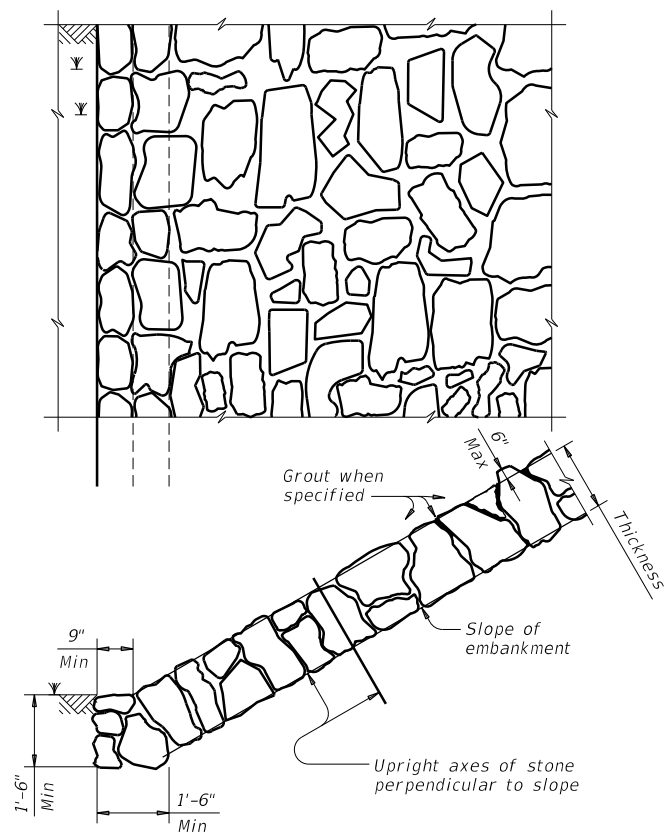 6"
Max
Grout when
specified
Thickness
Slope of
embankment
9"
Min
Upright axes of stone
perpendicular to slope
1'-6"
Min
1'-6"
Min